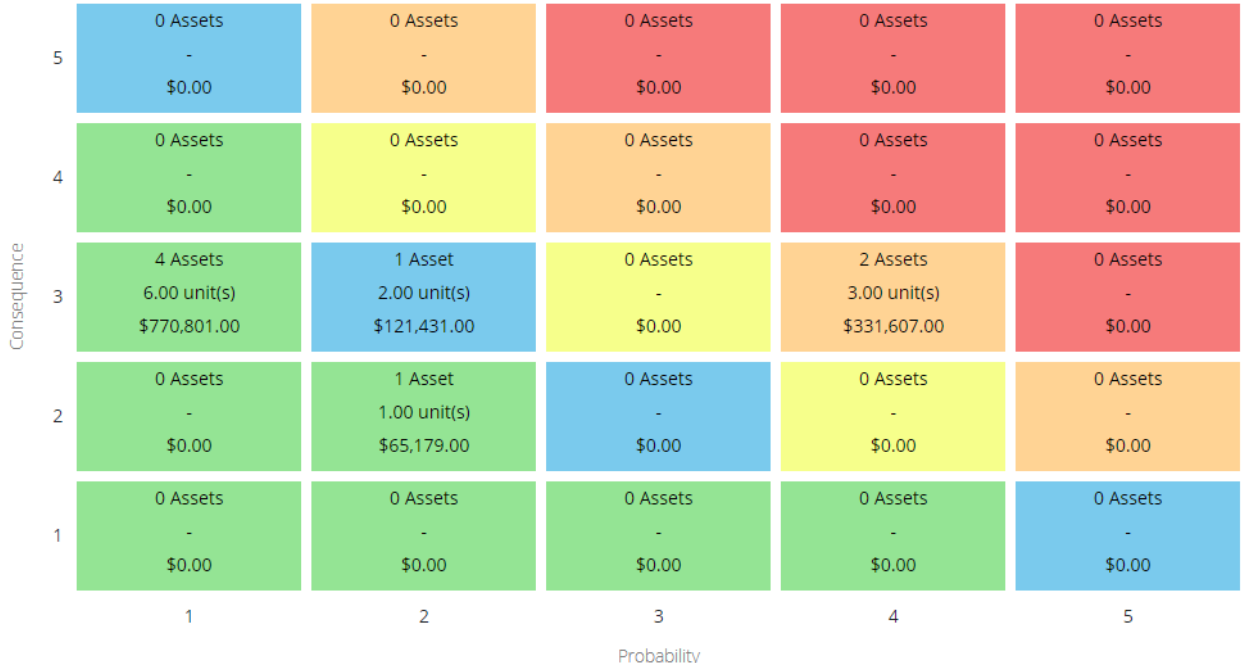 0 Assets 0 Assets 0 Assets 0 Assets 0 Assets
5 - - - - -
$0.00 $0.00 $0.00 $0.00 $0.00
0 Assets 0 Assets 0 Assets 0 Assets 0 Assets
4 - - - - -
$0.00 $0.00 $0.00 $0.00 $0.00
Consequence
4 Assets 1 Asset 0 Assets 2 Assets 0 Assets
3 6.00 unit(s) 2.00 unit(s) - 3.00 unit(s) -
$770,801.00 $121,431.00 $0.00 $331,607.00 $0.00
0 Assets 1 Asset 0 Assets 0 Assets 0 Assets
2 - 1.00 unit(s) - - -
$0.00 $65,179.00 $0.00 $0.00 $0.00
0 Assets 0 Assets 0 Assets 0 Assets 0 Assets
1 - - - - -
$0.00 $0.00 $0.00 $0.00 $0.00
1 2 3 4 5
Probability